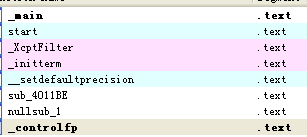 _main .text
start .text
_XcptFilter .text
_initterm .text
__setdefaultprecision .text
sub_4011BE .text
nullsub_1 .text
_controlfp .text